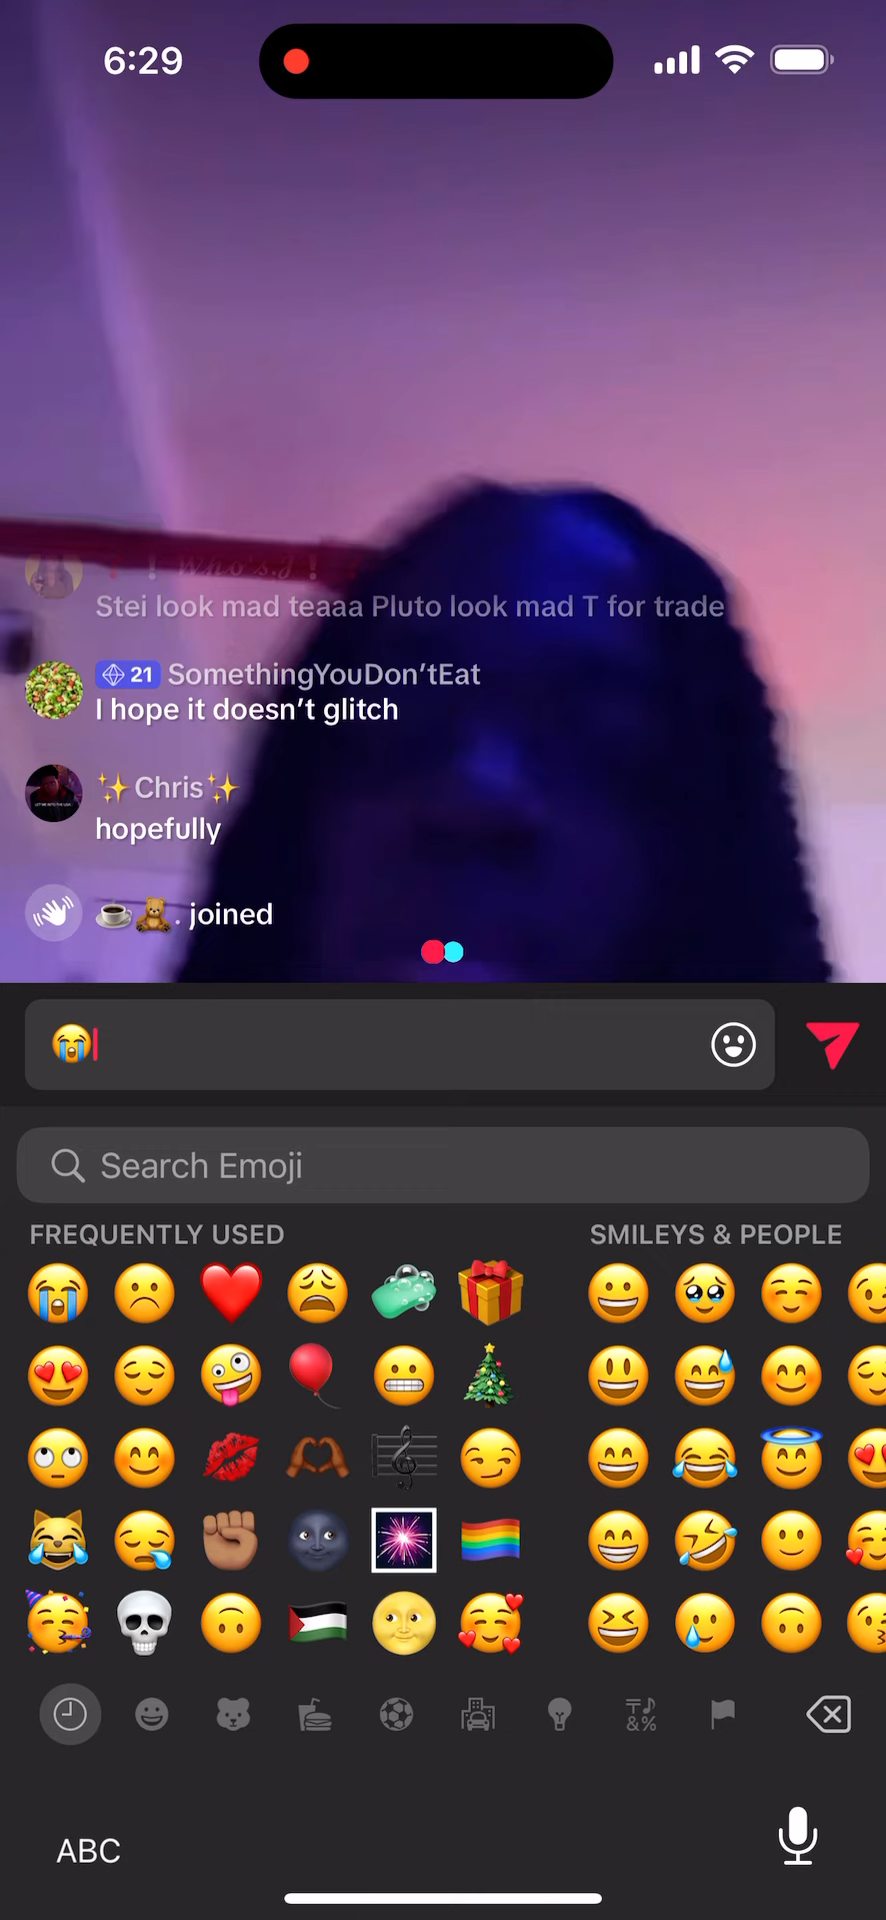 6:29
❗❕ 𝒲𝒽𝑜'𝓈.𝒥 ❕
Stei look mad teaaa Pluto look mad T for trade
21 SomethingYouDon’tEat
I hope it doesn’t glitch
✨Chris✨
hopefully
☕🧸. joined
😭
Search Emoji
FREQUENTLY USED
SMILEYS & PEOPLE
ABC